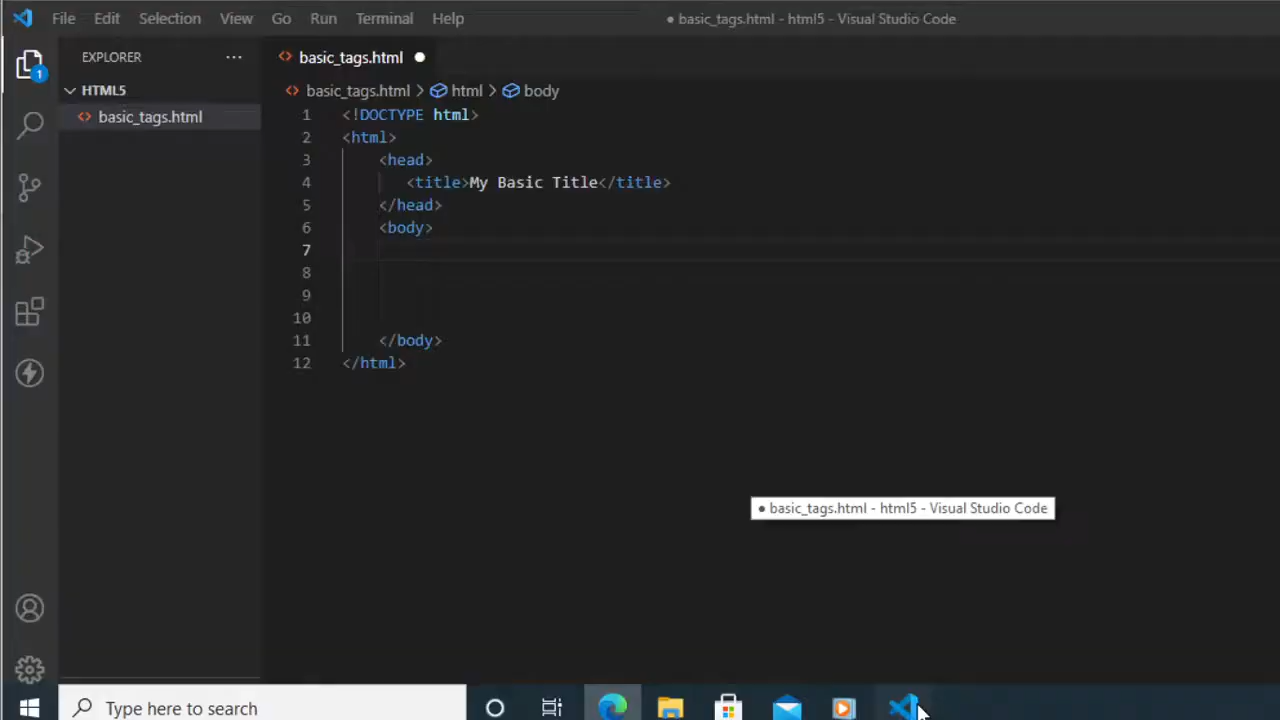 File Edit Selection View Go Run Terminal Help ● basic_tags.html - html5 - Visual Studio Code
EXPLORER ··· basic_tags.html ●
1
HTML5 basic_tags.html > html > body
basic_tags.html
1 <!DOCTYPE html>
2 <html>
3 <head>
4 <title>My Basic Title</title>
5 </head>
6 <body>
7
8
9
10
11 </body>
12 </html>
● basic_tags.html - html5 - Visual Studio Code
Type here to search